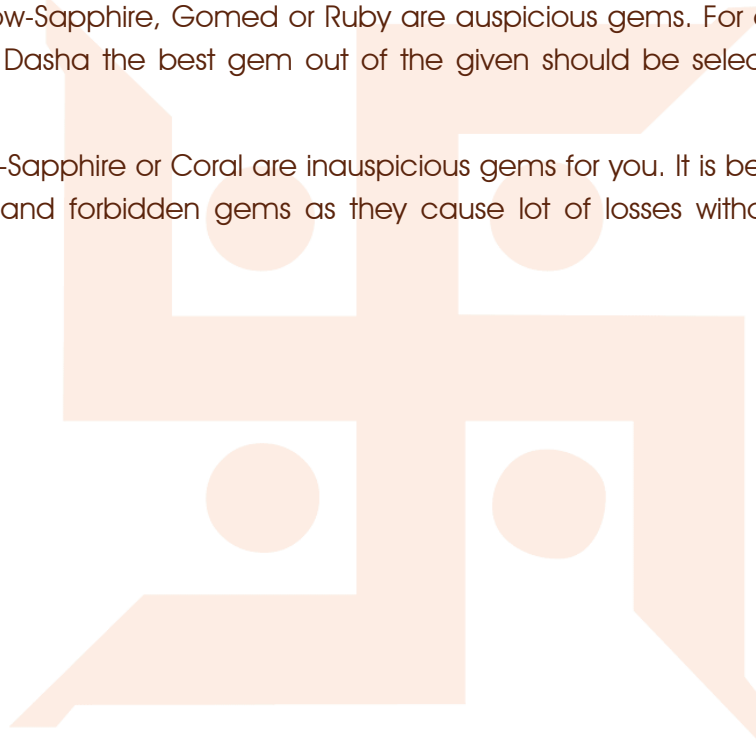 ow-Sapphire, Gomed or Ruby are auspicious gems. For
Dasha the best gem out of the given should be selec
-Sapphire or Coral are inauspicious gems for you. It is be
and forbidden gems as they cause lot of losses witho